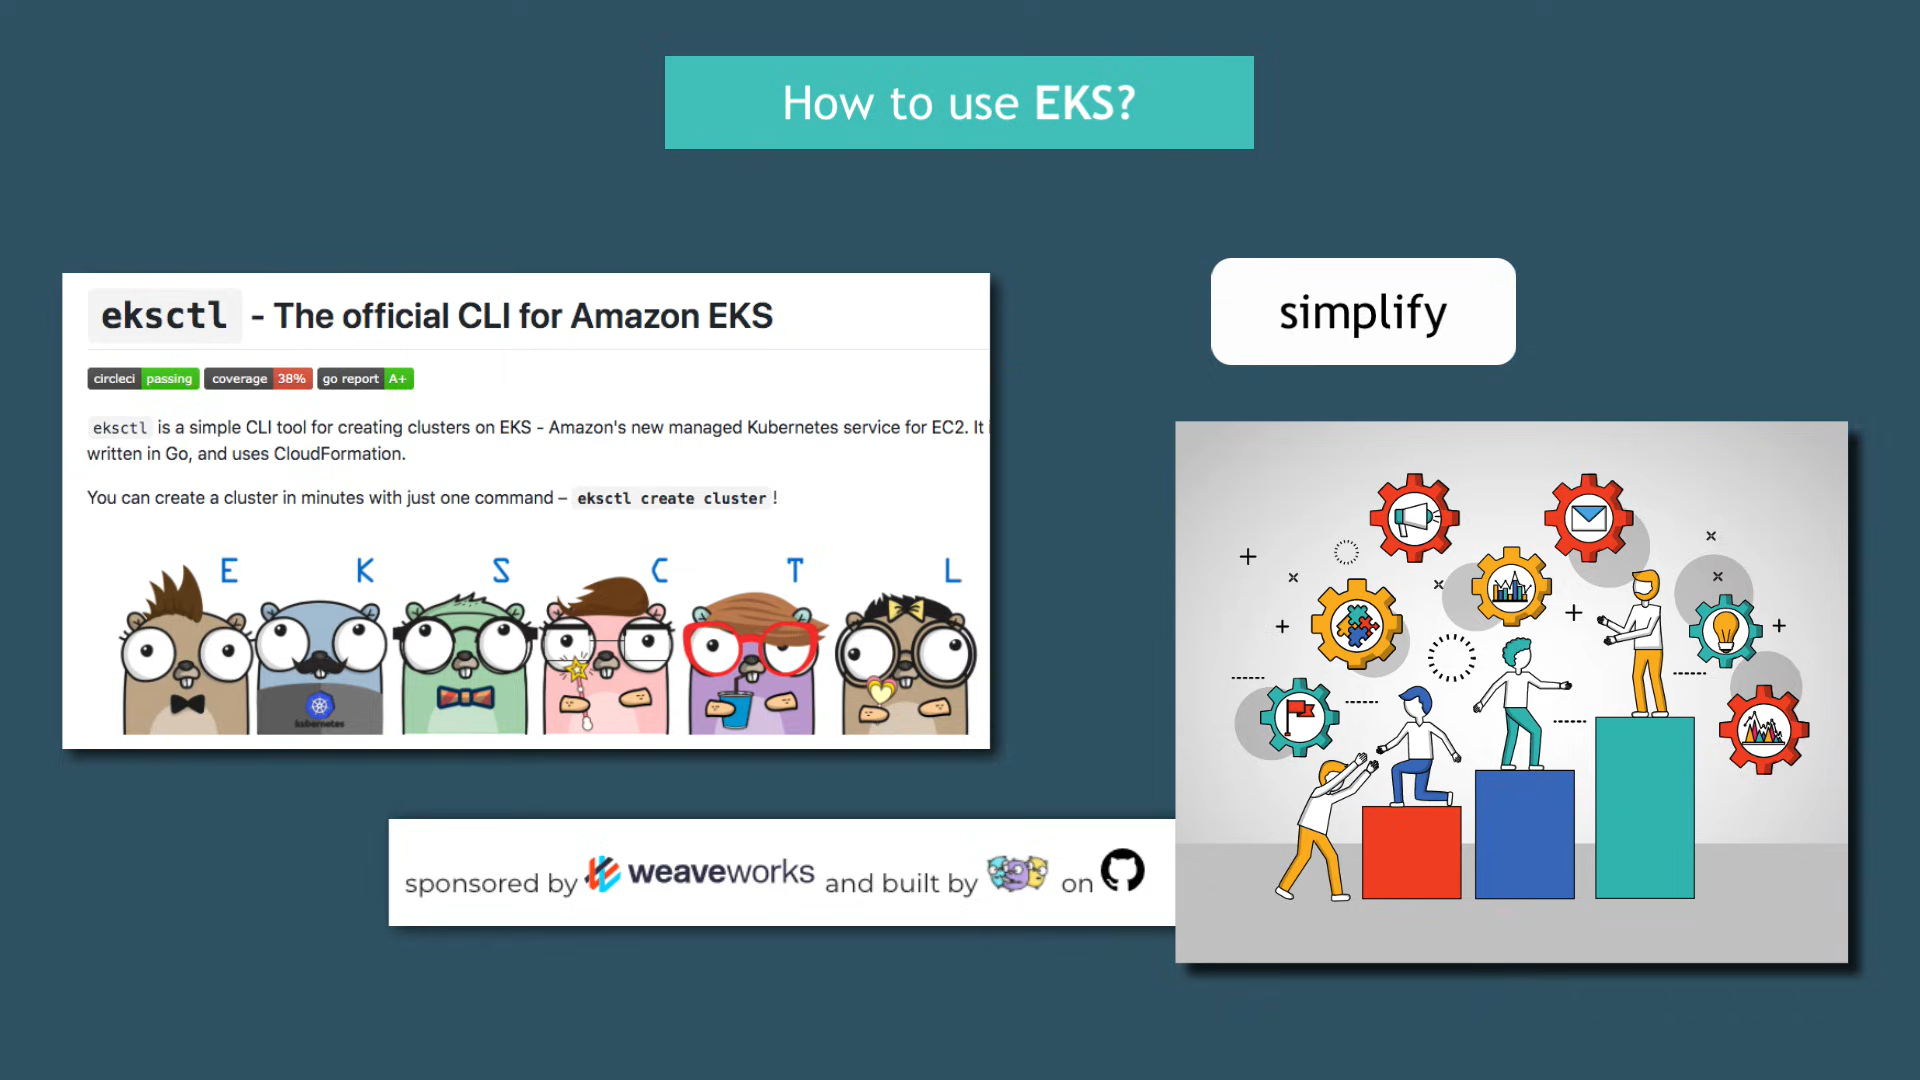 How to use EKS?
eksctl - The official CLI for Amazon EKS
circleci passing coverage 38% go report A+
eksctl is a simple CLI tool for creating clusters on EKS - Amazon's new managed Kubernetes service for EC2. It
written in Go, and uses CloudFormation.
You can create a cluster in minutes with just one command – eksctl create cluster !
E K S C T L
kubernetes
simplify
sponsored by weaveworks and built by on